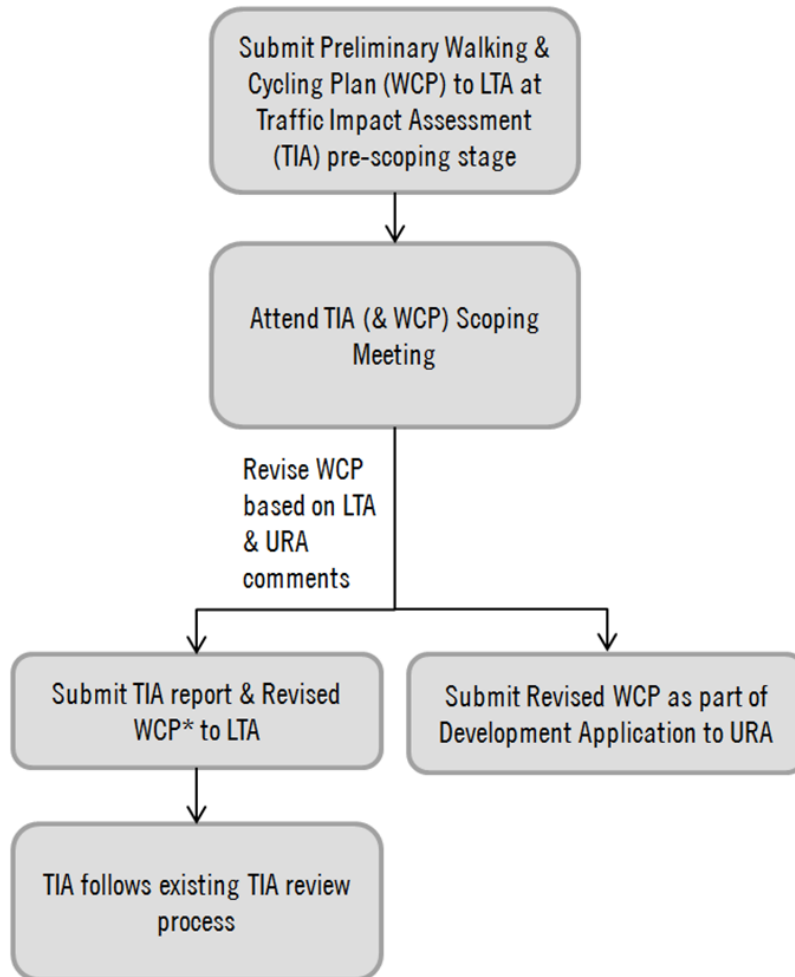 Submit Preliminary Walking &
Cycling Plan (WCP) to LTA at
Traffic Impact Assessment
(TIA) pre-scoping stage
Attend TIA (& WCP) Scoping
Meeting
Revise WCP
based on LTA
& URA
comments
Submit TIA report & Revised
WCP* to LTA
Submit Revised WCP as part of
Development Application to URA
TIA follows existing TIA review
process